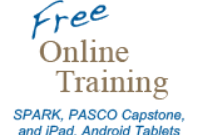 Free
Online
Training
SPARK, PASCO Capstone,
and iPad, Android Tablets